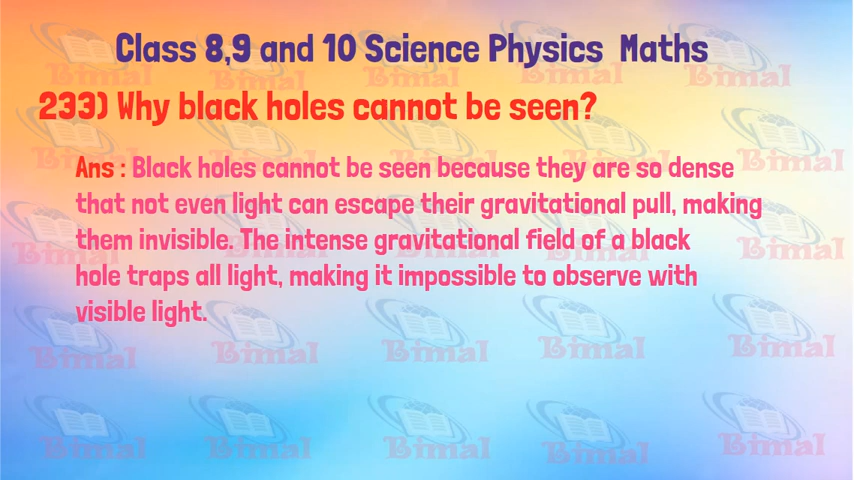 Class 8,9 and 10 Science Physics Maths
233) Why black holes cannot be seen?
Ans : Black holes cannot be seen because they are so dense
that not even light can escape their gravitational pull, making
them invisible. The intense gravitational field of a black
hole traps all light, making it impossible to observe with
visible light.
Bimal